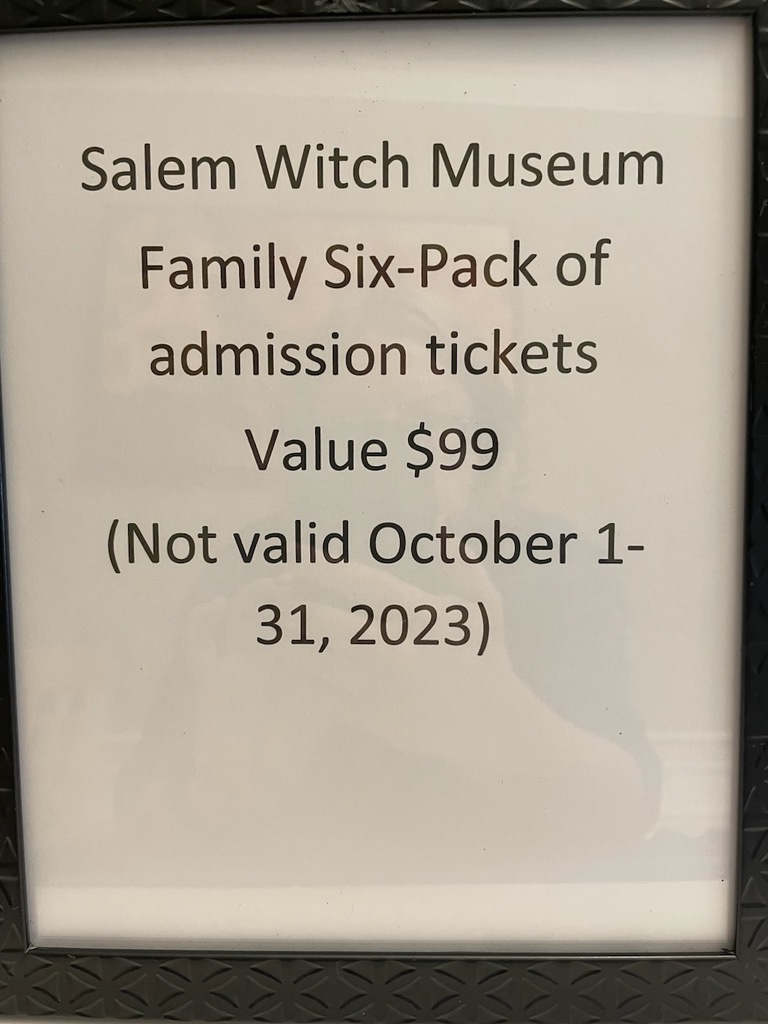 Salem Witch Museum
Family Six-Pack of
admission tickets
Value $99
(Not valid October 1-
31, 2023)